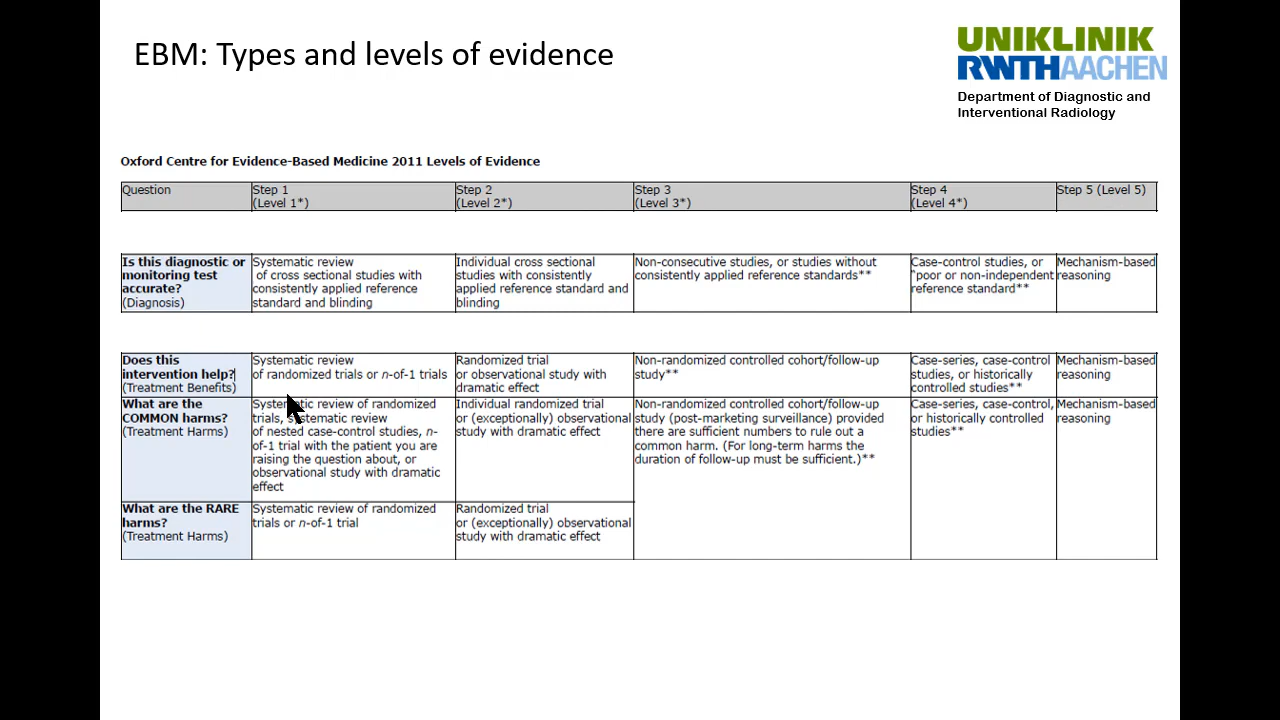 EBM: Types and levels of evidence
UNIKLINIK
RWTHAACHEN
Department of Diagnostic and
Interventional Radiology
Oxford Centre for Evidence-Based Medicine 2011 Levels of Evidence
Question
Step 1
(Level 1*)
Step 2
(Level 2*)
Step 3
(Level 3*)
Step 4
(Level 4*)
Step 5 (Level 5)
Is this diagnostic or
monitoring test
accurate?
(Diagnosis)
Systematic review
of cross sectional studies with
consistently applied reference
standard and blinding
Individual cross sectional
studies with consistently
applied reference standard and
blinding
Non-consecutive studies, or studies without
consistently applied reference standards**
Case-control studies, or
"poor or non-independent
reference standard**
Mechanism-based
reasoning
Does this
intervention help?
(Treatment Benefits)
Systematic review
of randomized trials or n-of-1 trials
Randomized trial
or observational study with
dramatic effect
Non-randomized controlled cohort/follow-up
study**
Case-series, case-control
studies, or historically
controlled studies**
Mechanism-based
reasoning
What are the
COMMON harms?
(Treatment Harms)
Systematic review of randomized
trials, systematic review
of nested case-control studies, n-
of-1 trial with the patient you are
raising the question about, or
observational study with dramatic
effect
Individual randomized trial
or (exceptionally) observational
study with dramatic effect
Non-randomized controlled cohort/follow-up
study (post-marketing surveillance) provided
there are sufficient numbers to rule out a
common harm. (For long-term harms the
duration of follow-up must be sufficient.)**
Case-series, case-control,
or historically controlled
studies**
Mechanism-based
reasoning
What are the RARE
harms?
(Treatment Harms)
Systematic review of randomized
trials or n-of-1 trial
Randomized trial
or (exceptionally) observational
study with dramatic effect